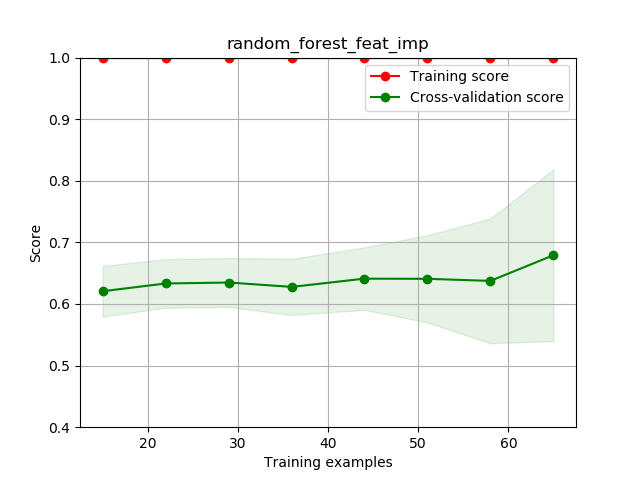 random_forest_feat_imp
Training score
Cross-validation score
1.0
0.9
0.8
0.7
0.6
0.5
0.4
Score
20 30 40 50 60
Training examples